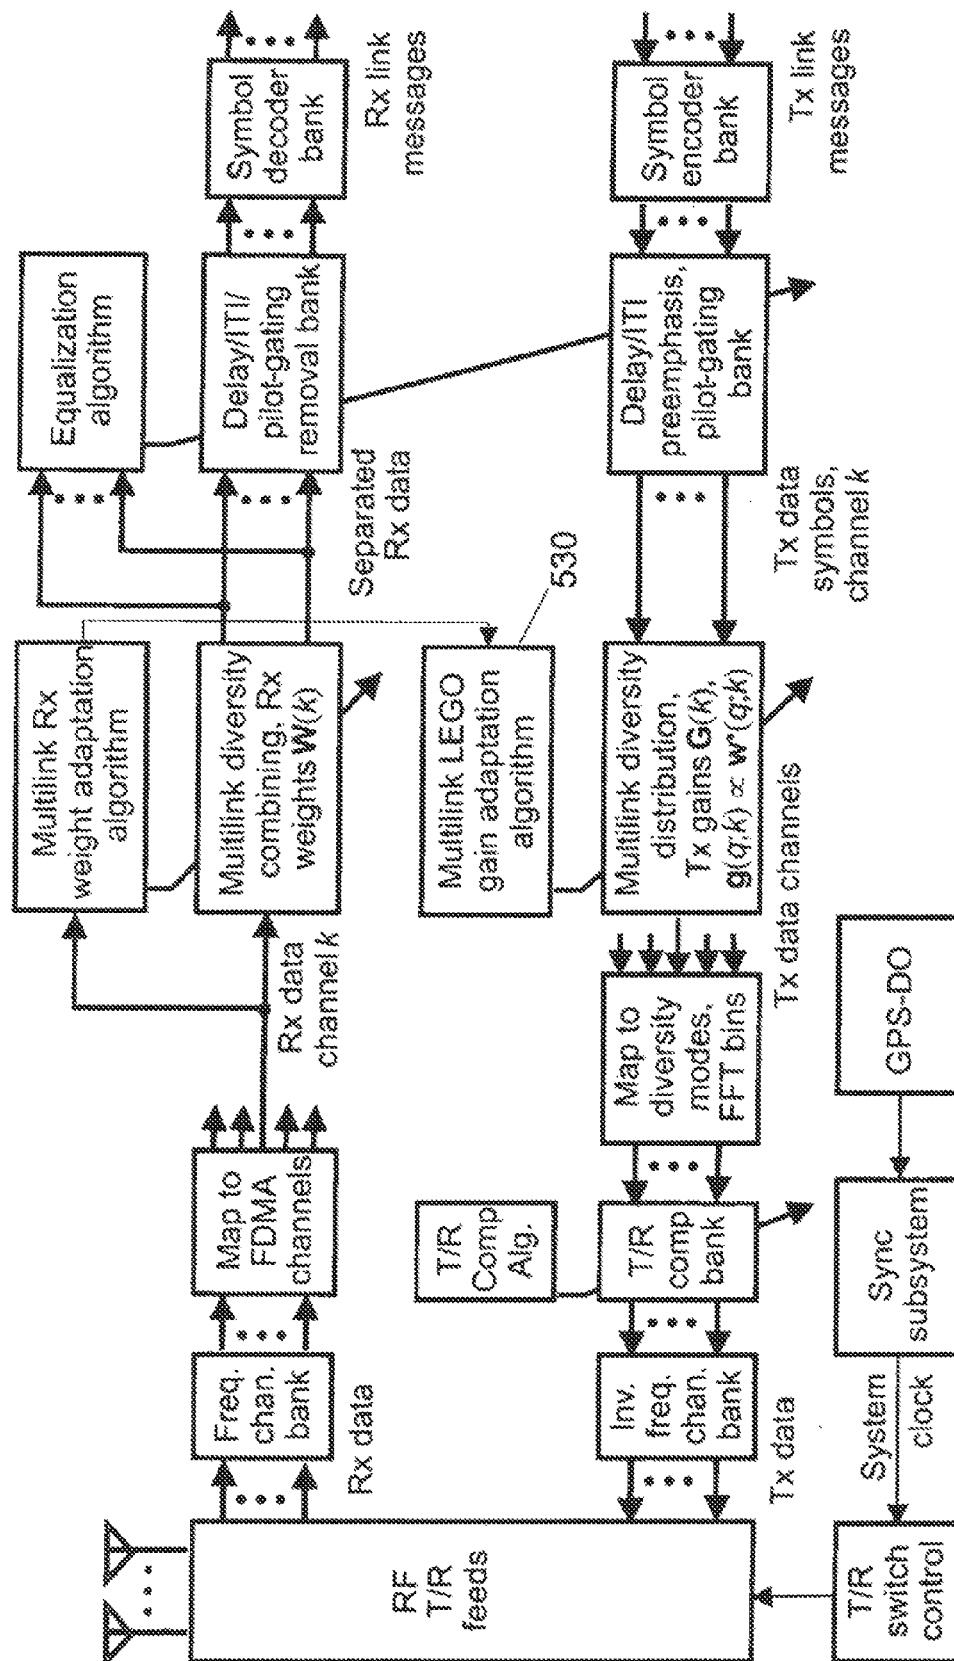 RF
T/R
feeds
Rx data
Freq.
chan.
bank
Map to
FDMA
channels
Rx data
channel k
Multilink Rx
weight adaptation
algorithm
Multilink diversity
combining, Rx
weights W(k)
Separated
Rx data
Equalization
algorithm
Delay/ITI/
pilot-gating
removal bank
Symbol
decoder
bank
Rx link
messages
Multilink LEGO
gain adaptation
algorithm
530
Tx data
Inv.
freq.
chan.
bank
T/R
Comp
Alg.
T/R
comp
bank
Map to
diversity
modes,
FFT bins
Tx data channels
Multilink diversity
distribution,
Tx gains G(k),
g(q;k) ∝ w*(q;k)
Tx data
symbols,
channel k
Delay/ITI
preemphasis,
pilot-gating
bank
Symbol
encoder
bank
Tx link
messages
T/R
switch
control
System
clock
Sync
subsystem
GPS-DO